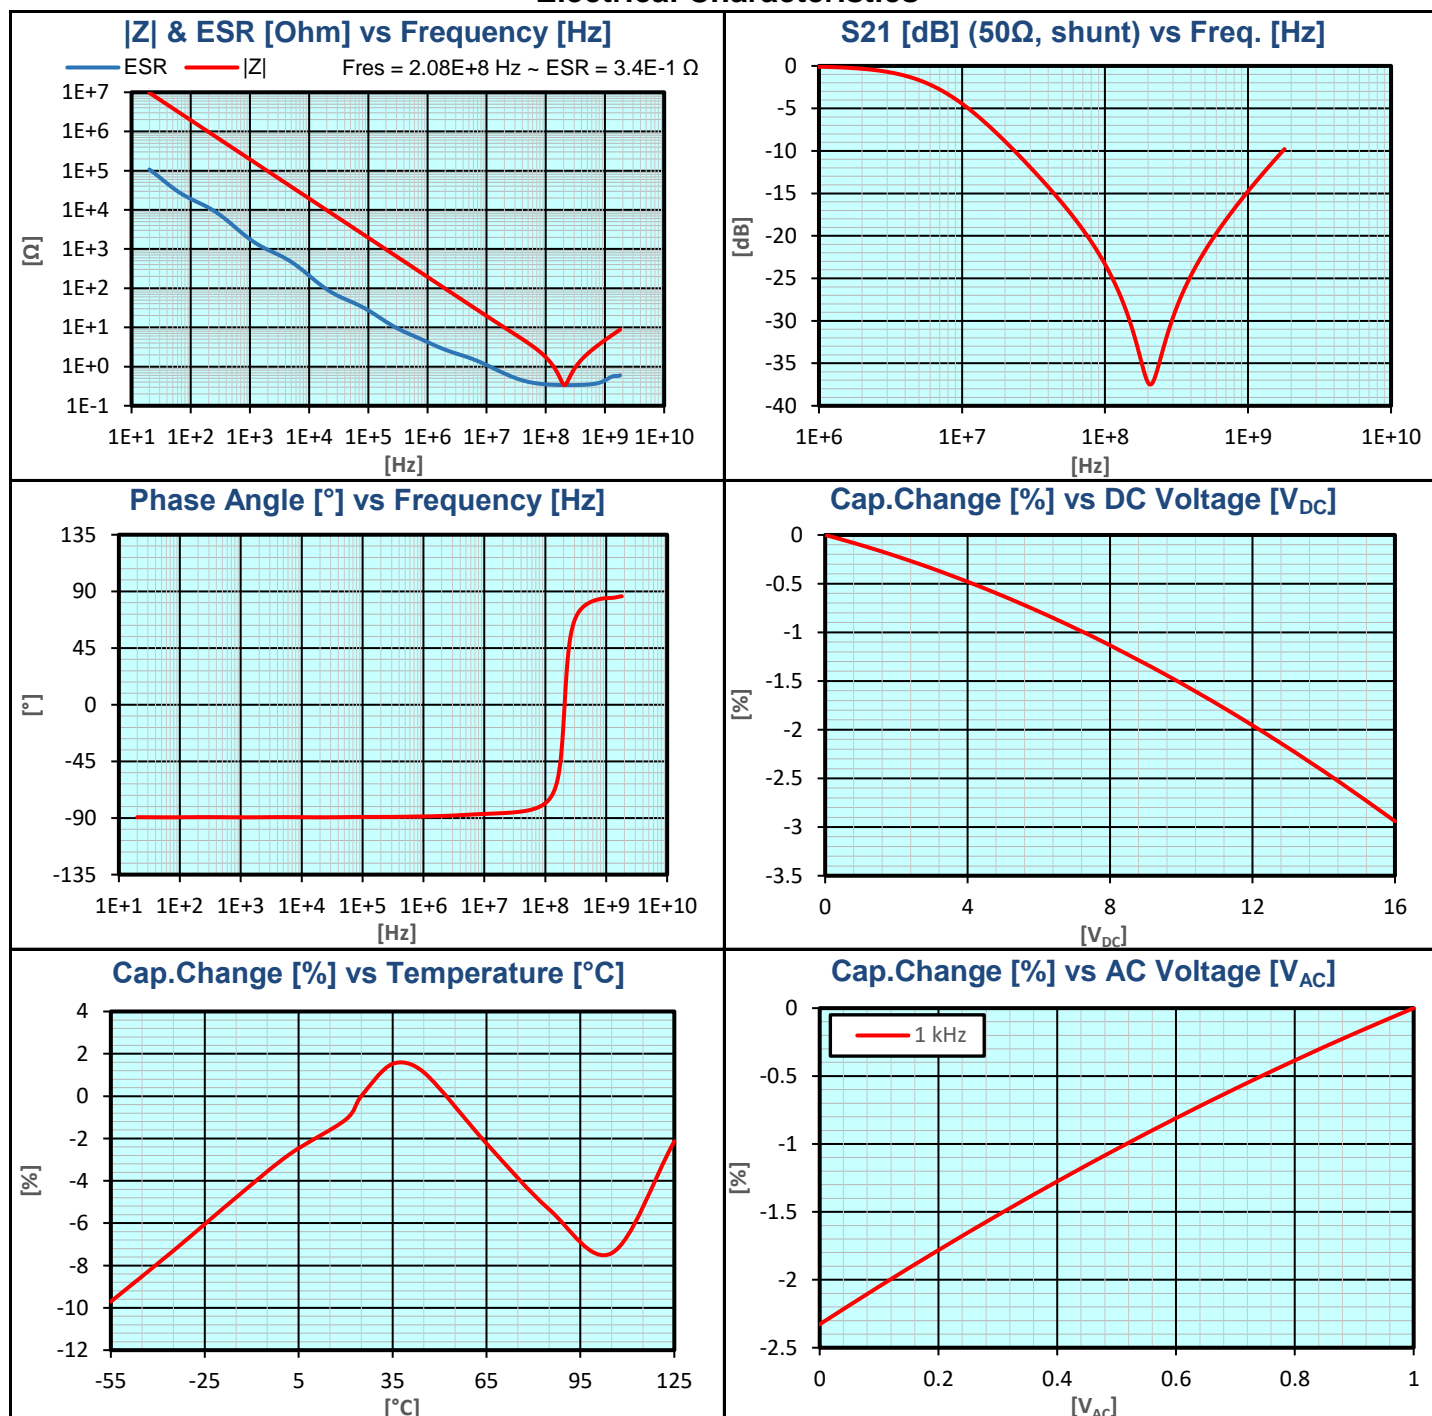 Electrical Characteristics
|Z| & ESR [Ohm] vs Frequency [Hz]
ESR |Z| Fres = 2.08E+8 Hz ~ ESR = 3.4E-1 Ω
1E+7
1E+6
1E+5
1E+4
1E+3
1E+2
1E+1
1E+0
1E-1
[Ω]
1E+1 1E+2 1E+3 1E+4 1E+5 1E+6 1E+7 1E+8 1E+9 1E+10
[Hz]
S21 [dB] (50Ω, shunt) vs Freq. [Hz]
0
-5
-10
-15
-20
-25
-30
-35
-40
[dB]
1E+6 1E+7 1E+8 1E+9 1E+10
[Hz]
Phase Angle [°] vs Frequency [Hz]
135
90
45
0
-45
-90
-135
[°]
1E+1 1E+2 1E+3 1E+4 1E+5 1E+6 1E+7 1E+8 1E+9 1E+10
[Hz]
Cap.Change [%] vs DC Voltage [VDC]
0
-0.5
-1
-1.5
-2
-2.5
-3
-3.5
[%]
0 4 8 12 16
[VDC]
Cap.Change [%] vs Temperature [°C]
4
2
0
-2
-4
-6
-8
-10
-12
[%]
-55 -25 5 35 65 95 125
[°C]
Cap.Change [%] vs AC Voltage [VAC]
1 kHz
0
-0.5
-1
-1.5
-2
-2.5
[%]
0 0.2 0.4 0.6 0.8 1
[VAC]